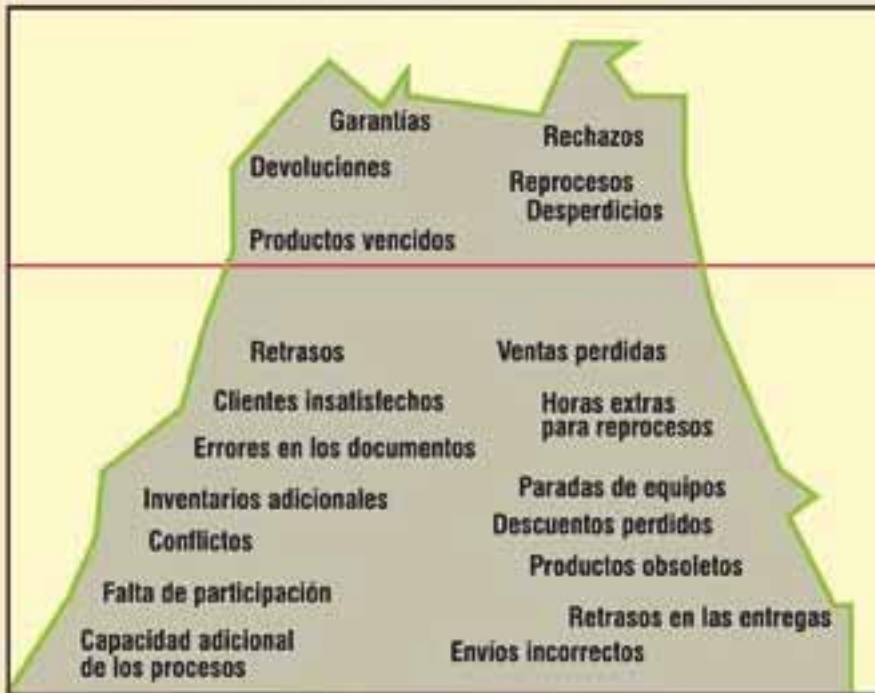 Garantías
Rechazos
Devoluciones
Reprocesos
Desperdicios
Productos vencidos
Retrasos
Ventas perdidas
Clientes insatisfechos
Horas extras
para reprocesos
Errores en los documentos
Paradas de equipos
Inventarios adicionales
Descuentos perdidos
Conflictos
Productos obsoletos
Falta de participación
Retrasos en las entregas
Capacidad adicional
de los procesos
Envíos incorrectos